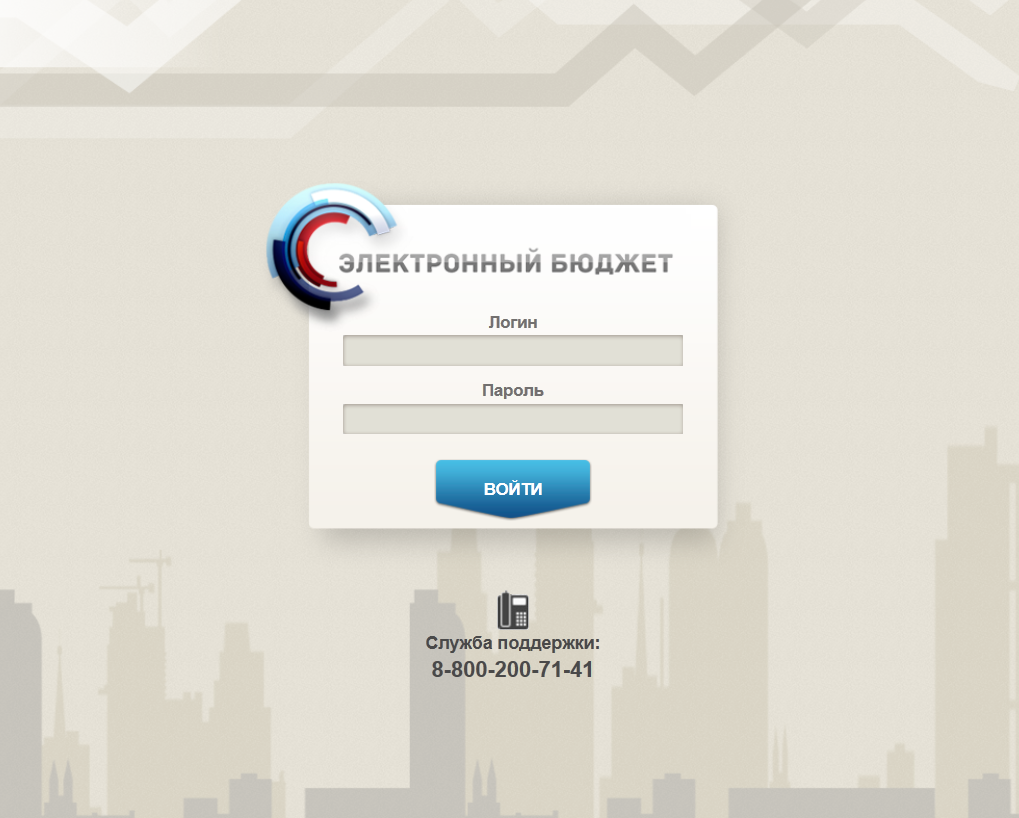 ЭЛЕКТРОННЫЙ БЮДЖЕТ
Логин
Пароль
ВОЙТИ
Служба поддержки:
8-800-200-71-41